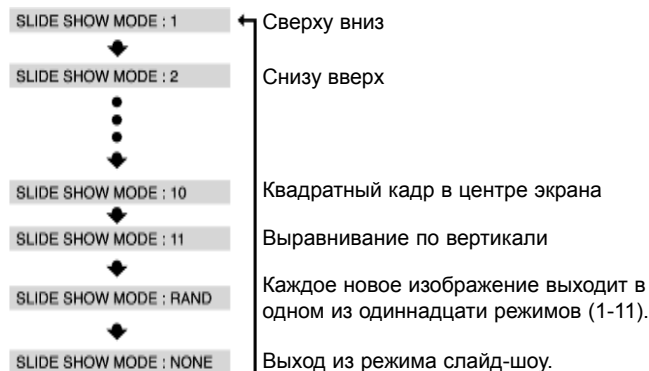 SLIDE SHOW MODE : 1 Сверху вниз
SLIDE SHOW MODE : 2 Снизу вверх
SLIDE SHOW MODE : 10 Квадратный кадр в центре экрана
SLIDE SHOW MODE : 11 Выравнивание по вертикали
SLIDE SHOW MODE : RAND Каждое новое изображение выходит в
одном из одиннадцати режимов (1-11).
SLIDE SHOW MODE : NONE Выход из режима слайд-шоу.